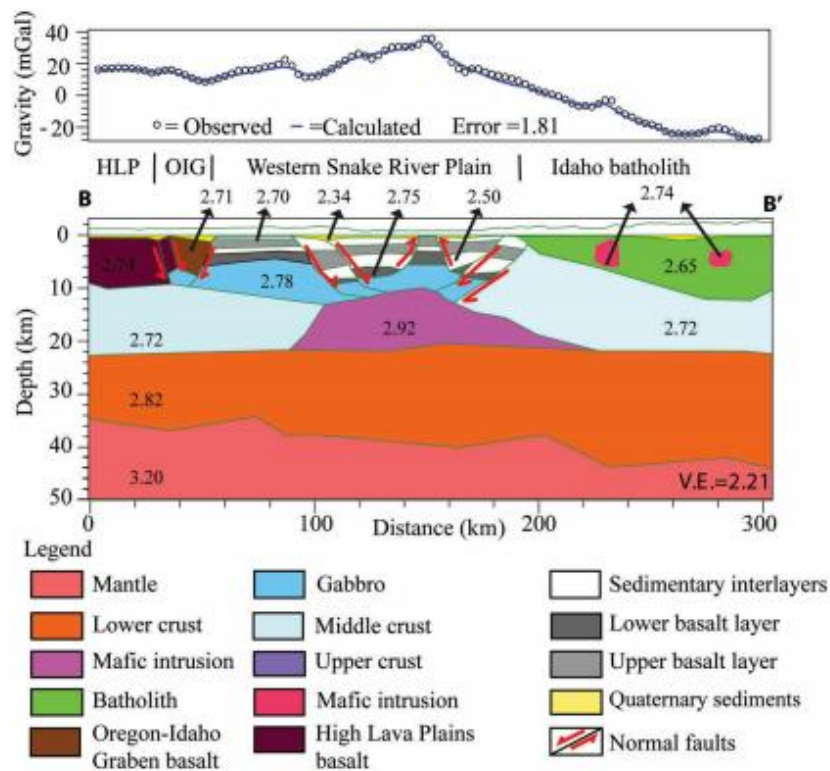 40
20
0
-20
Gravity (mGal)
o= Observed – =Calculated Error =1.81
HLP OIG Western Snake River Plain Idaho batholith
B 2.71 2.70 2.34 2.75 2.50 2.74 B'
0
10
20
30
40
50
Depth (km)
2.74
2.78
2.65
2.72
2.92
2.72
2.82
3.20
V.E.=2.21
0 100 200 300
Distance (km)
Legend
Mantle
Lower crust
Mafic intrusion
Batholith
Oregon-Idaho
Graben basalt
Gabbro
Middle crust
Upper crust
Mafic intrusion
High Lava Plains
basalt
Sedimentary interlayers
Lower basalt layer
Upper basalt layer
Quaternary sediments
Normal faults